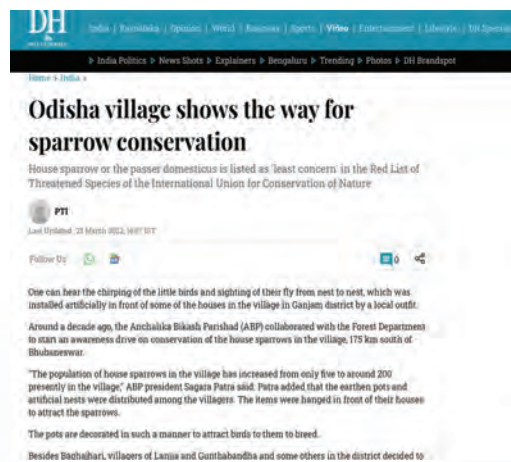 DH
India | Karnataka | Opinion | World | Business | Sports | Video | Entertainment | Lifestyle | DH Specials
India Politics News Shots Explainers Bengaluru Trending Photos DH Brandspot
Home India
Odisha village shows the way for
sparrow conservation
House sparrow or the passer domesticus is listed as 'least concern' in the Red List of
Threatened Species of the International Union for Conservation of Nature
PTI
Last Updated: March 2022, IST
Follow Us
0
One can hear the chirping of the little birds and sighting of their fly from nest to nest, which was
installed artificially in front of some of the houses in the village in Ganjam district by a local outfit.
Around a decade ago, the Anchalika Bikash Parishad (ABP) collaborated with the Forest Department
to start an awareness drive on conservation of the house sparrows in the village, 175 km south of
Bhubaneswar.
"The population of house sparrows in the village has increased from only five to around 200
presently in the village," ABP president Sagara Patra said. Patra added that the earthen pots and
artificial nests were distributed among the villagers. The items were hanged in front of their houses
to attract the sparrows.
The pots are decorated in such a manner to attract birds to them to breed.
Besides Baghajhari, villagers of Lanjia and Gunthabandha and some others in the district decided to